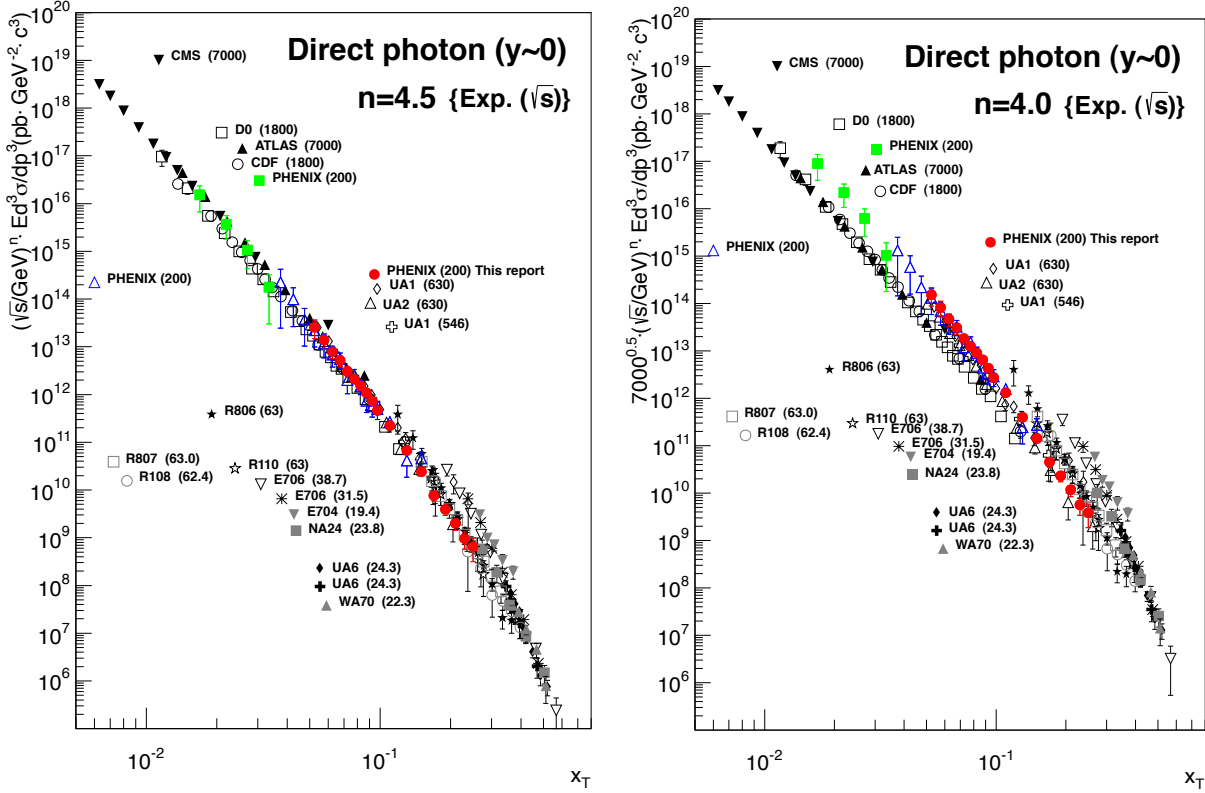 Direct photon (y~0)
n=4.5 {Exp. (√s)}
(√s/GeV)ⁿ· Ed³σ/dp³(pb· GeV⁻²· c³)
10²⁰
10¹⁹
10¹⁸
10¹⁷
10¹⁶
10¹⁵
10¹⁴
10¹³
10¹²
10¹¹
10¹⁰
10⁹
10⁸
10⁷
10⁶
CMS (7000)
D0 (1800)
ATLAS (7000)
CDF (1800)
PHENIX (200)
PHENIX (200)
PHENIX (200) This report
UA1 (630)
UA2 (630)
UA1 (546)
R806 (63)
R807 (63.0)
R108 (62.4)
R110 (63)
E706 (38.7)
E706 (31.5)
E704 (19.4)
NA24 (23.8)
UA6 (24.3)
UA6 (24.3)
WA70 (22.3)
10⁻²
10⁻¹
x_T
Direct photon (y~0)
n=4.0 {Exp. (√s)}
7000⁰·⁵·(√s/GeV)ⁿ· Ed³σ/dp³(pb· GeV⁻²· c³)
10²⁰
10¹⁹
10¹⁸
10¹⁷
10¹⁶
10¹⁵
10¹⁴
10¹³
10¹²
10¹¹
10¹⁰
10⁹
10⁸
10⁷
10⁶
CMS (7000)
D0 (1800)
PHENIX (200)
ATLAS (7000)
CDF (1800)
PHENIX (200)
PHENIX (200) This report
UA1 (630)
UA2 (630)
UA1 (546)
R806 (63)
R807 (63.0)
R108 (62.4)
R110 (63)
E706 (38.7)
E706 (31.5)
E704 (19.4)
NA24 (23.8)
UA6 (24.3)
UA6 (24.3)
WA70 (22.3)
10⁻²
10⁻¹
x_T